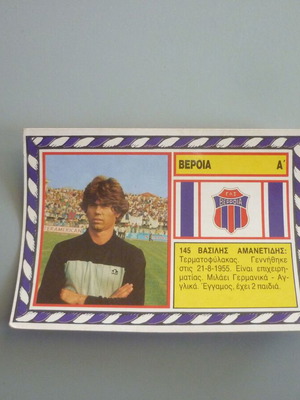 ΒΕΡΟΙΑ Α΄
ΒΕΡΟΙΑ
145 ΒΑΣΙΛΗΣ ΑΜΑΝΕΤΙΔΗΣ:
Τερματοφύλακας. Γεννήθηκε
στις 21-8-1955. Είναι επιχειρη-
ματίας. Μιλάει Γερμανικά - Αγ-
γλικά. Έγγαμος, έχει 2 παιδιά.